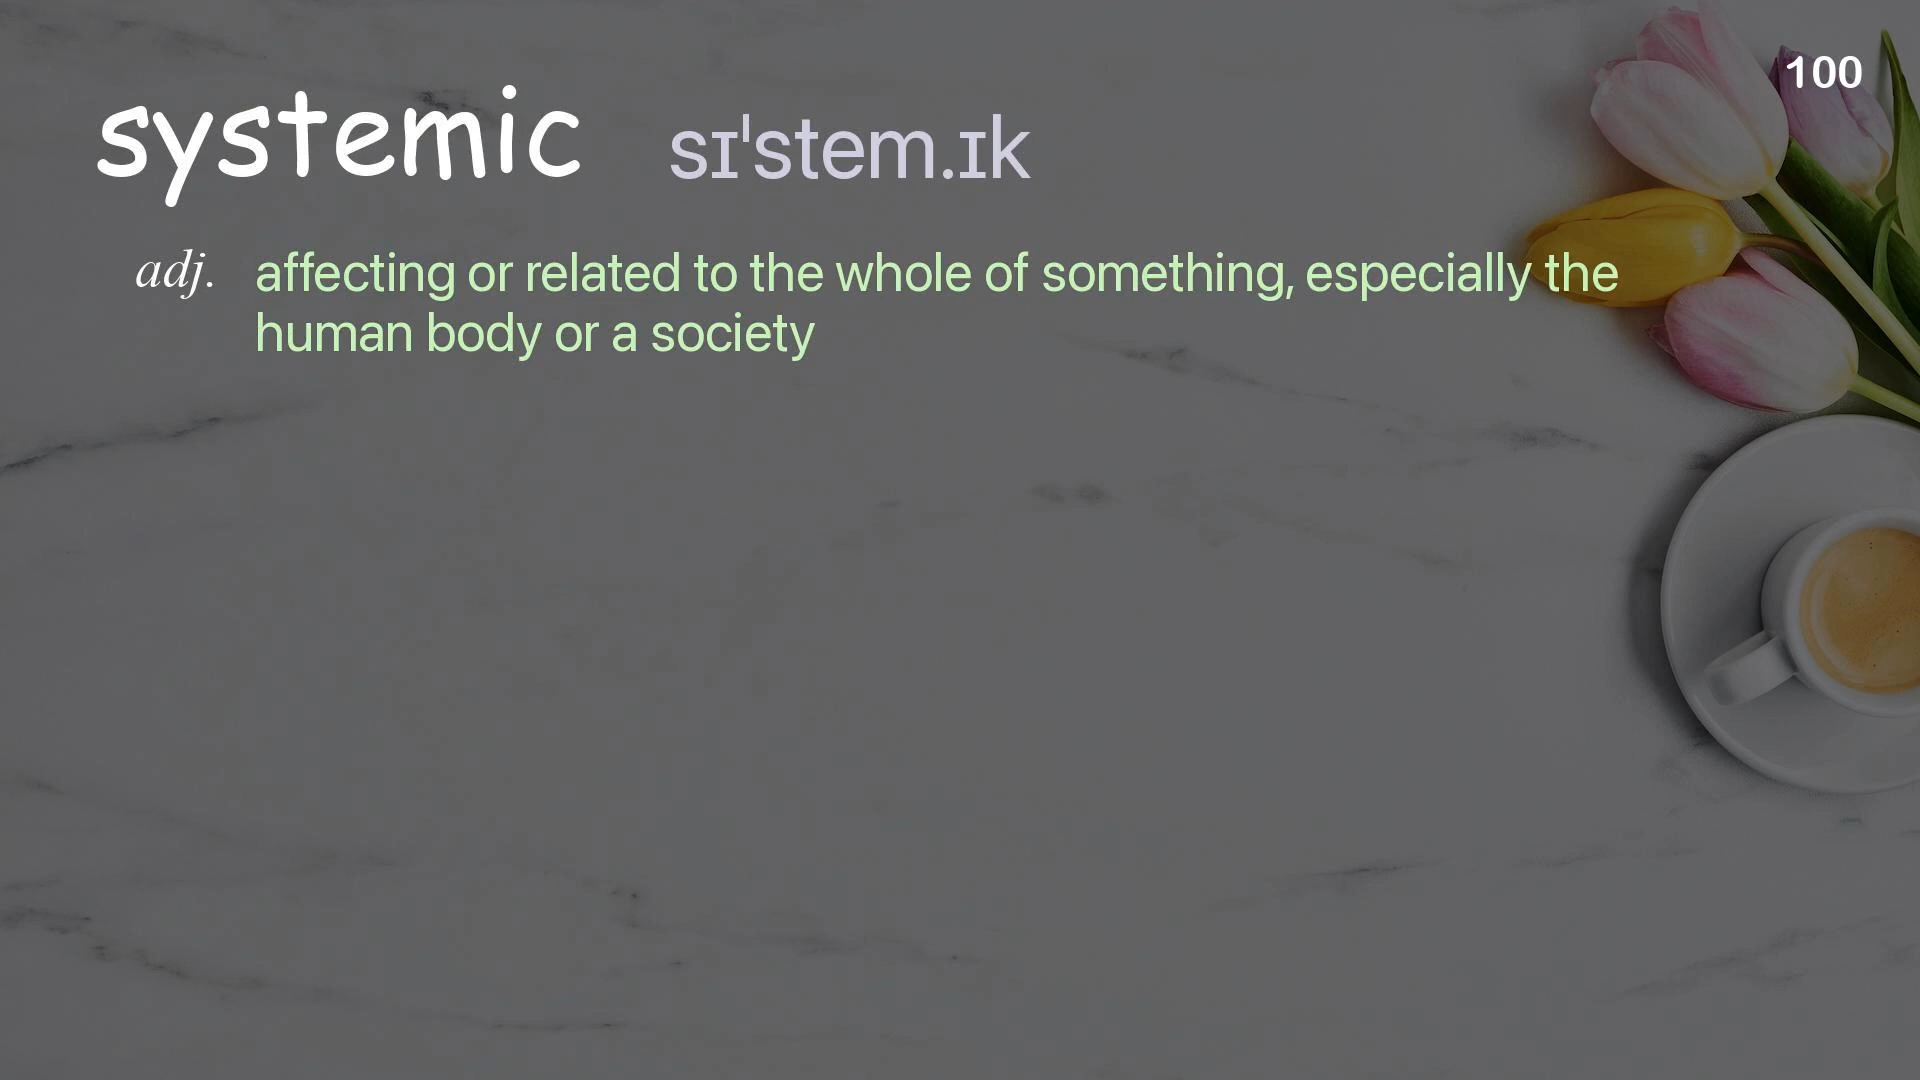 100
systemic sɪˈstem.ɪk
adj. affecting or related to the whole of something, especially the
human body or a society